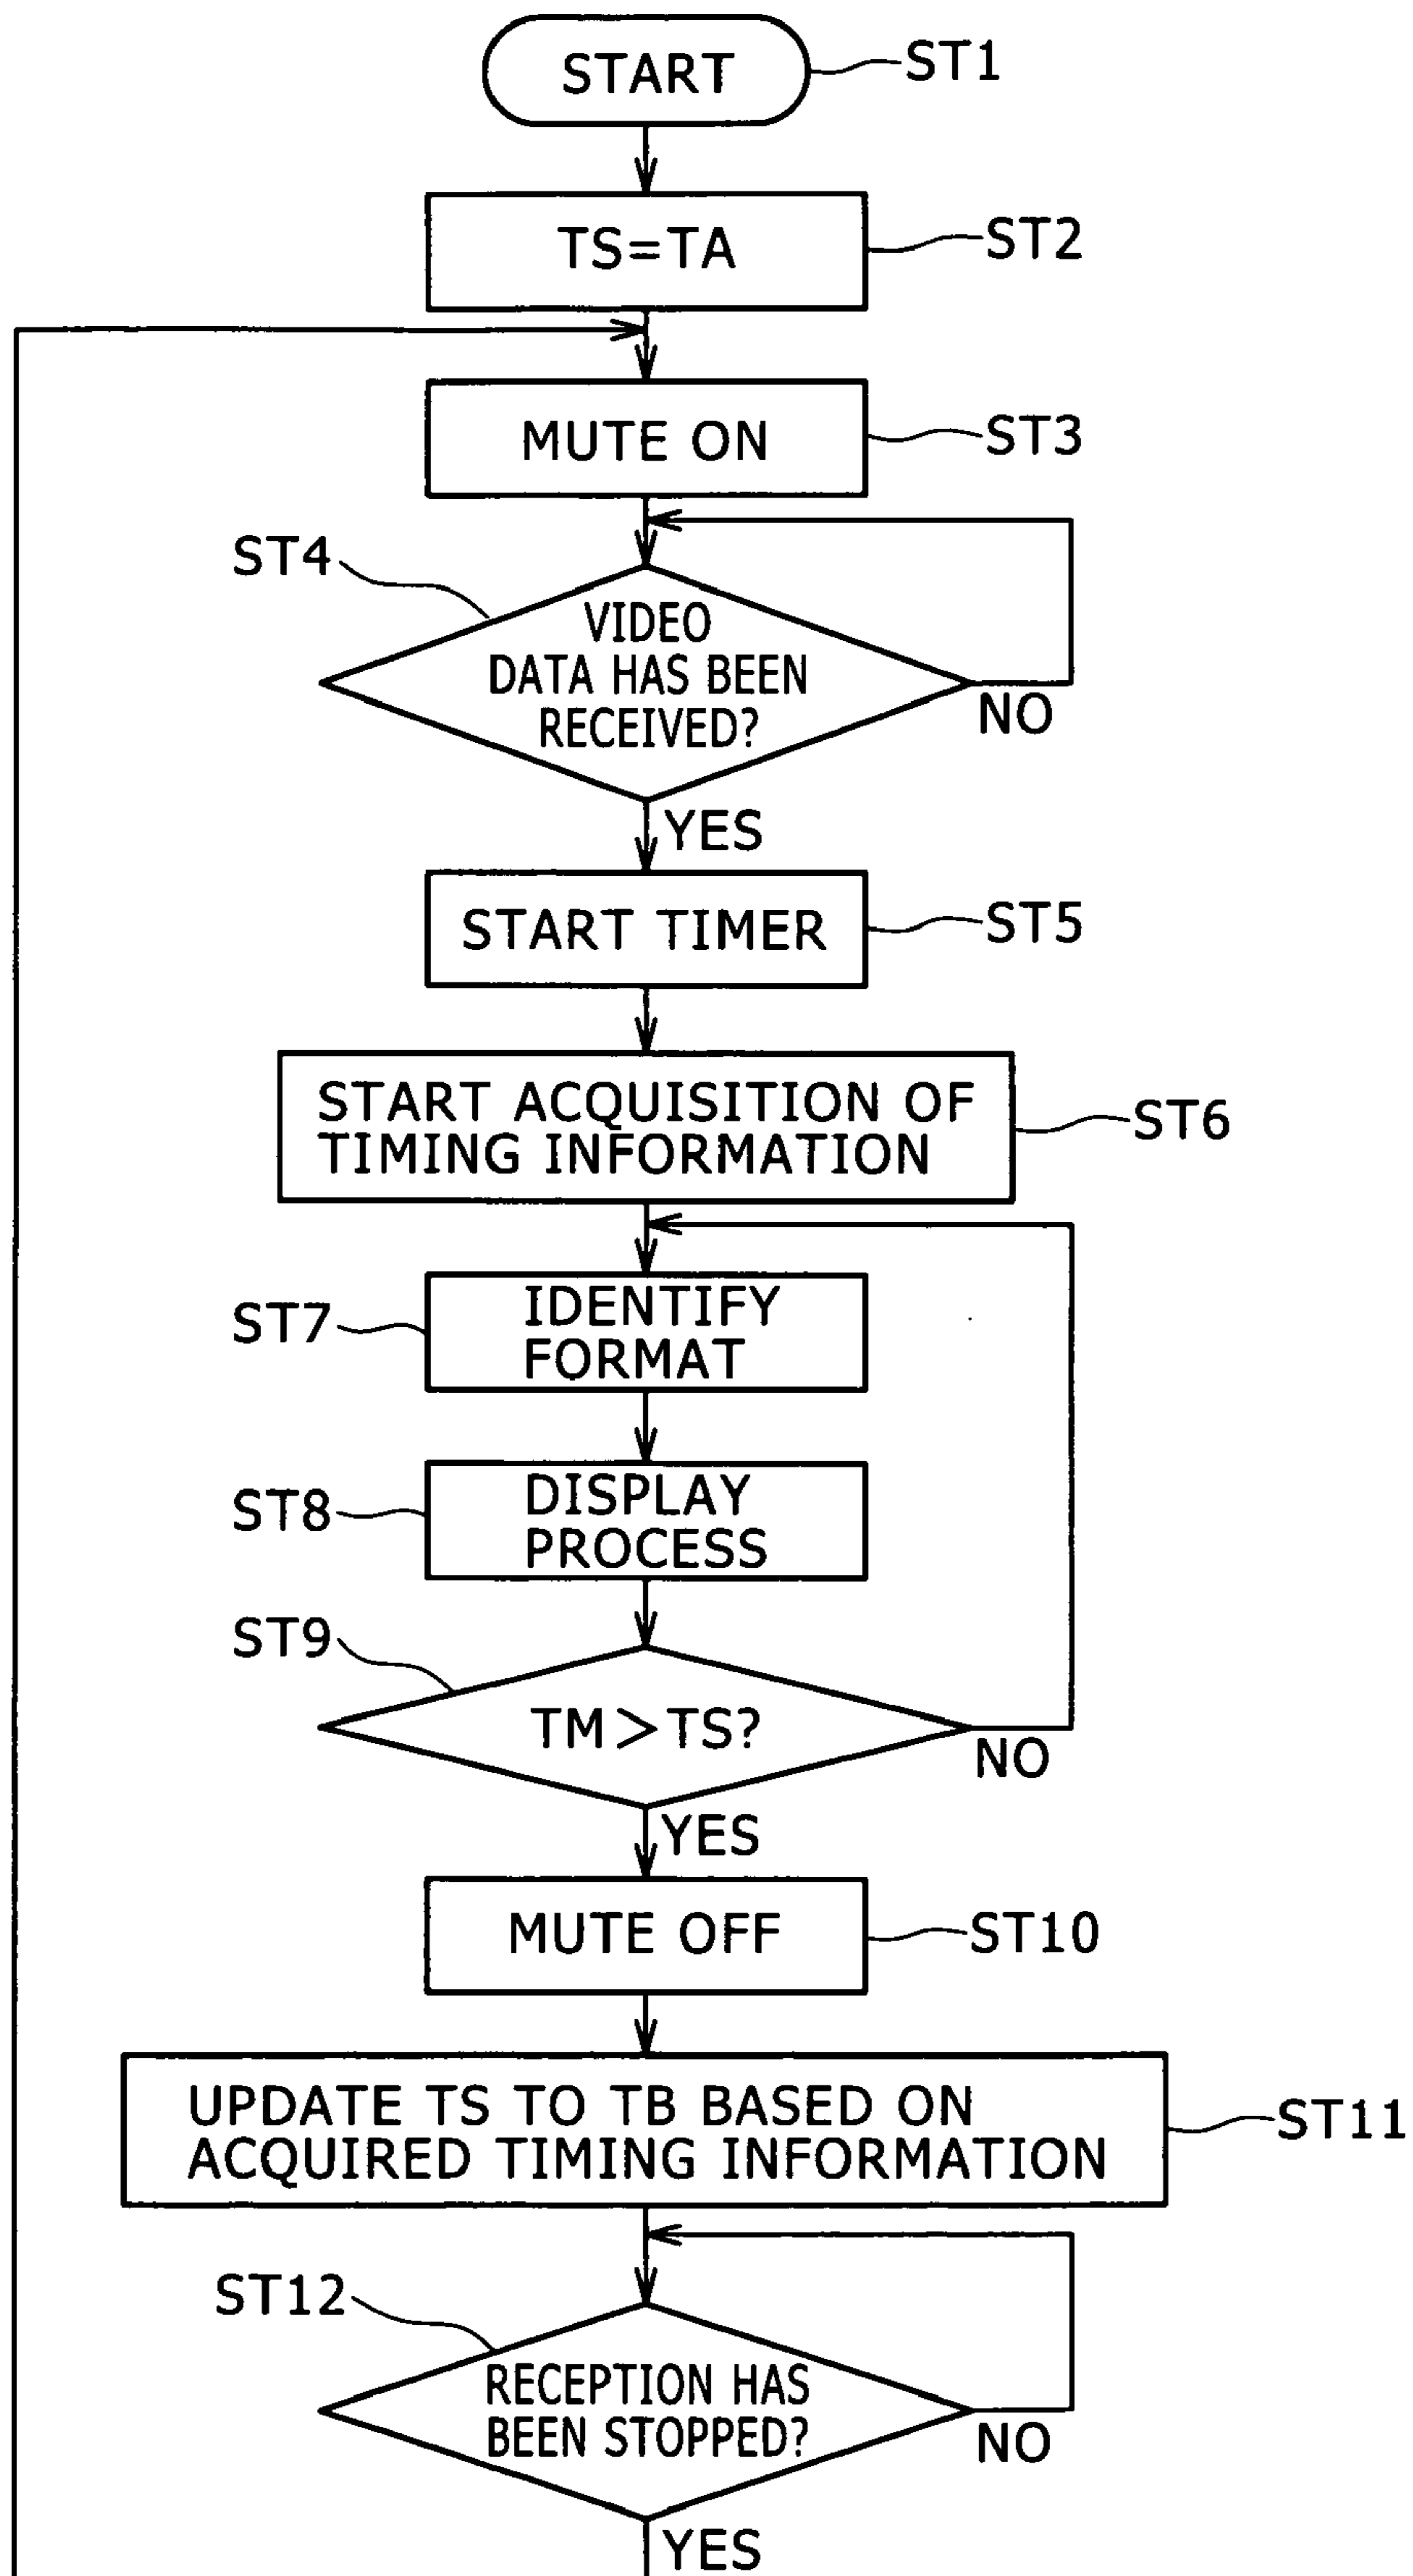 START
ST1
TS=TA
ST2
MUTE ON
ST3
ST4
VIDEO
DATA HAS BEEN
RECEIVED?
NO
YES
START TIMER
ST5
START ACQUISITION OF
TIMING INFORMATION
ST6
ST7
IDENTIFY
FORMAT
ST8
DISPLAY
PROCESS
ST9
TM>TS?
NO
YES
MUTE OFF
ST10
UPDATE TS TO TB BASED ON
ACQUIRED TIMING INFORMATION
ST11
ST12
RECEPTION HAS
BEEN STOPPED?
NO
YES